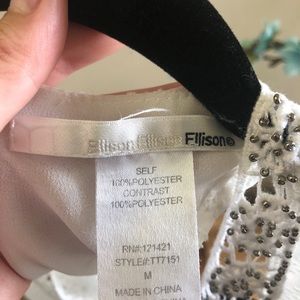 Ellison Ellison Ellison®
SELF
100%POLYESTER
CONTRAST
100%POLYESTER
RN#:121421
STYLE#:TT7151
M
MADE IN CHINA